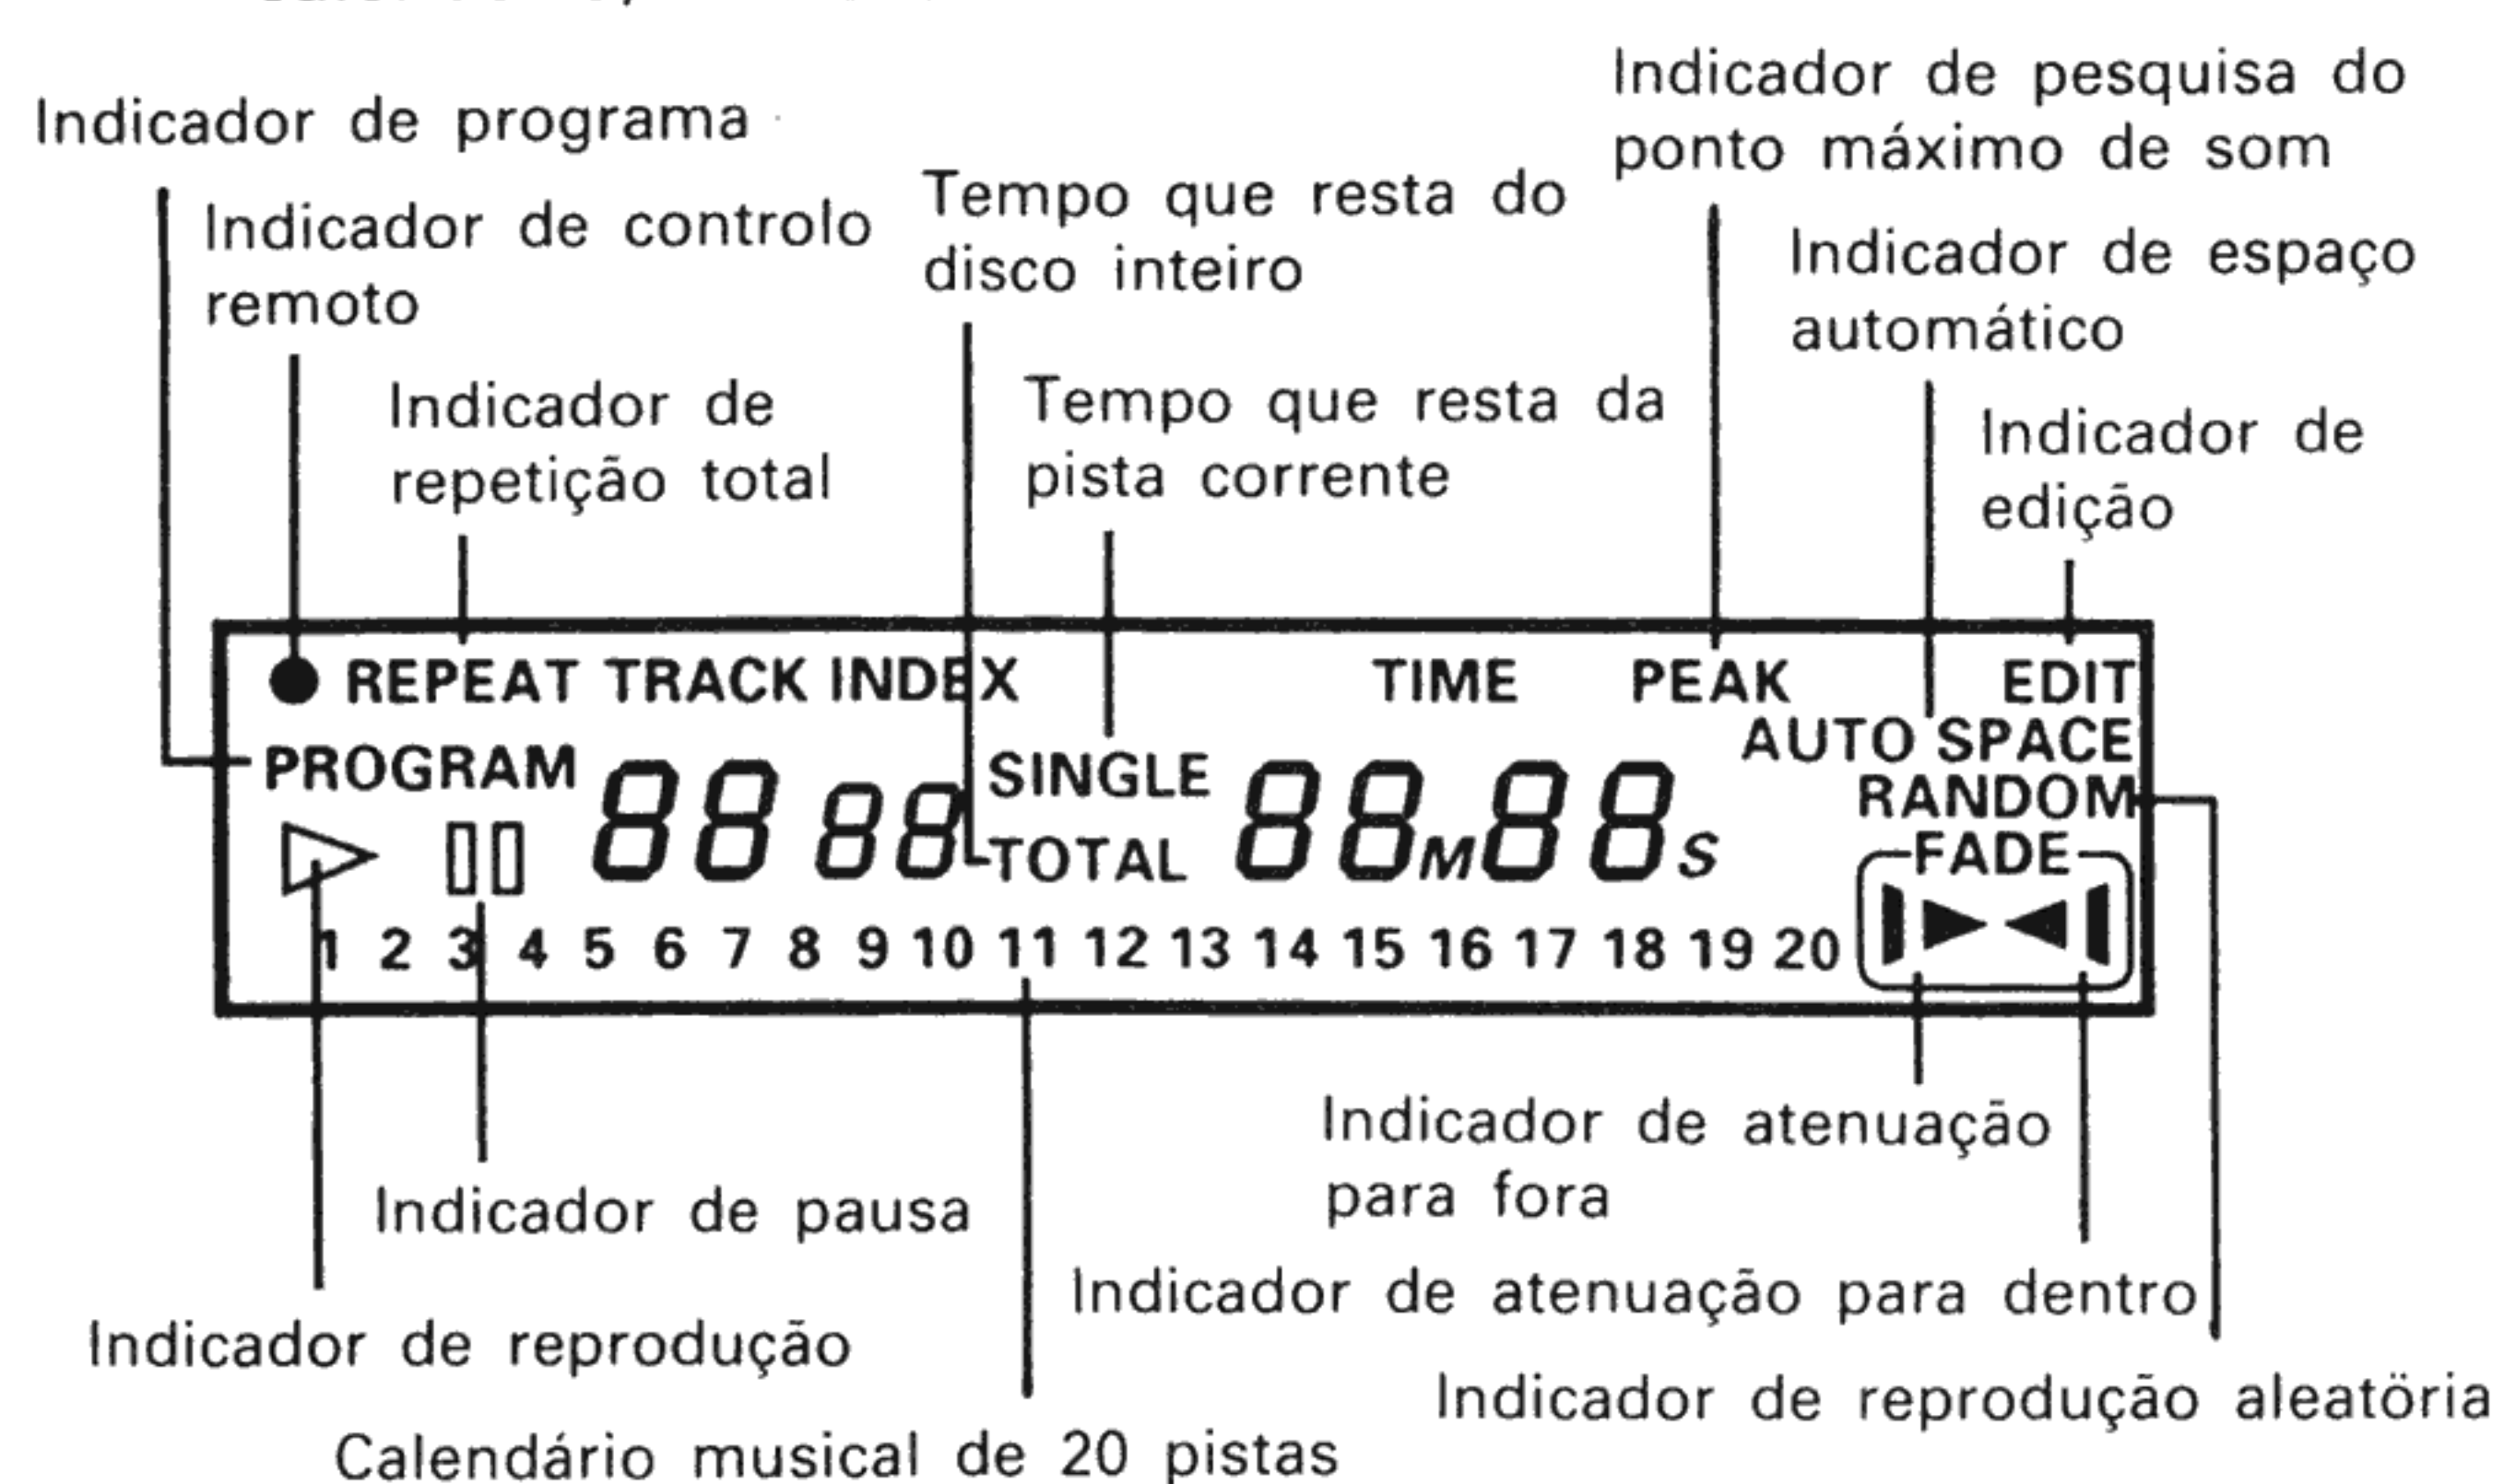 Indicador de programa
Indicador de controlo
remoto
Indicador de
repetição total
Tempo que resta do
disco inteiro
Tempo que resta da
pista corrente
Indicador de pesquisa do
ponto máximo de som
Indicador de espaço
automático
Indicador de
edição
REPEAT TRACK INDEX TIME PEAK EDIT
AUTO SPACE
PROGRAM 88 88 SINGLE 88M88S RANDOM
TOTAL FADE
1 2 3 4 5 6 7 8 9 10 11 12 13 14 15 16 17 18 19 20
Indicador de atenuação
para fora
Indicador de pausa
Indicador de atenuação para dentro
Indicador de reprodução
Indicador de reprodução aleatöria
Calendário musical de 20 pistas